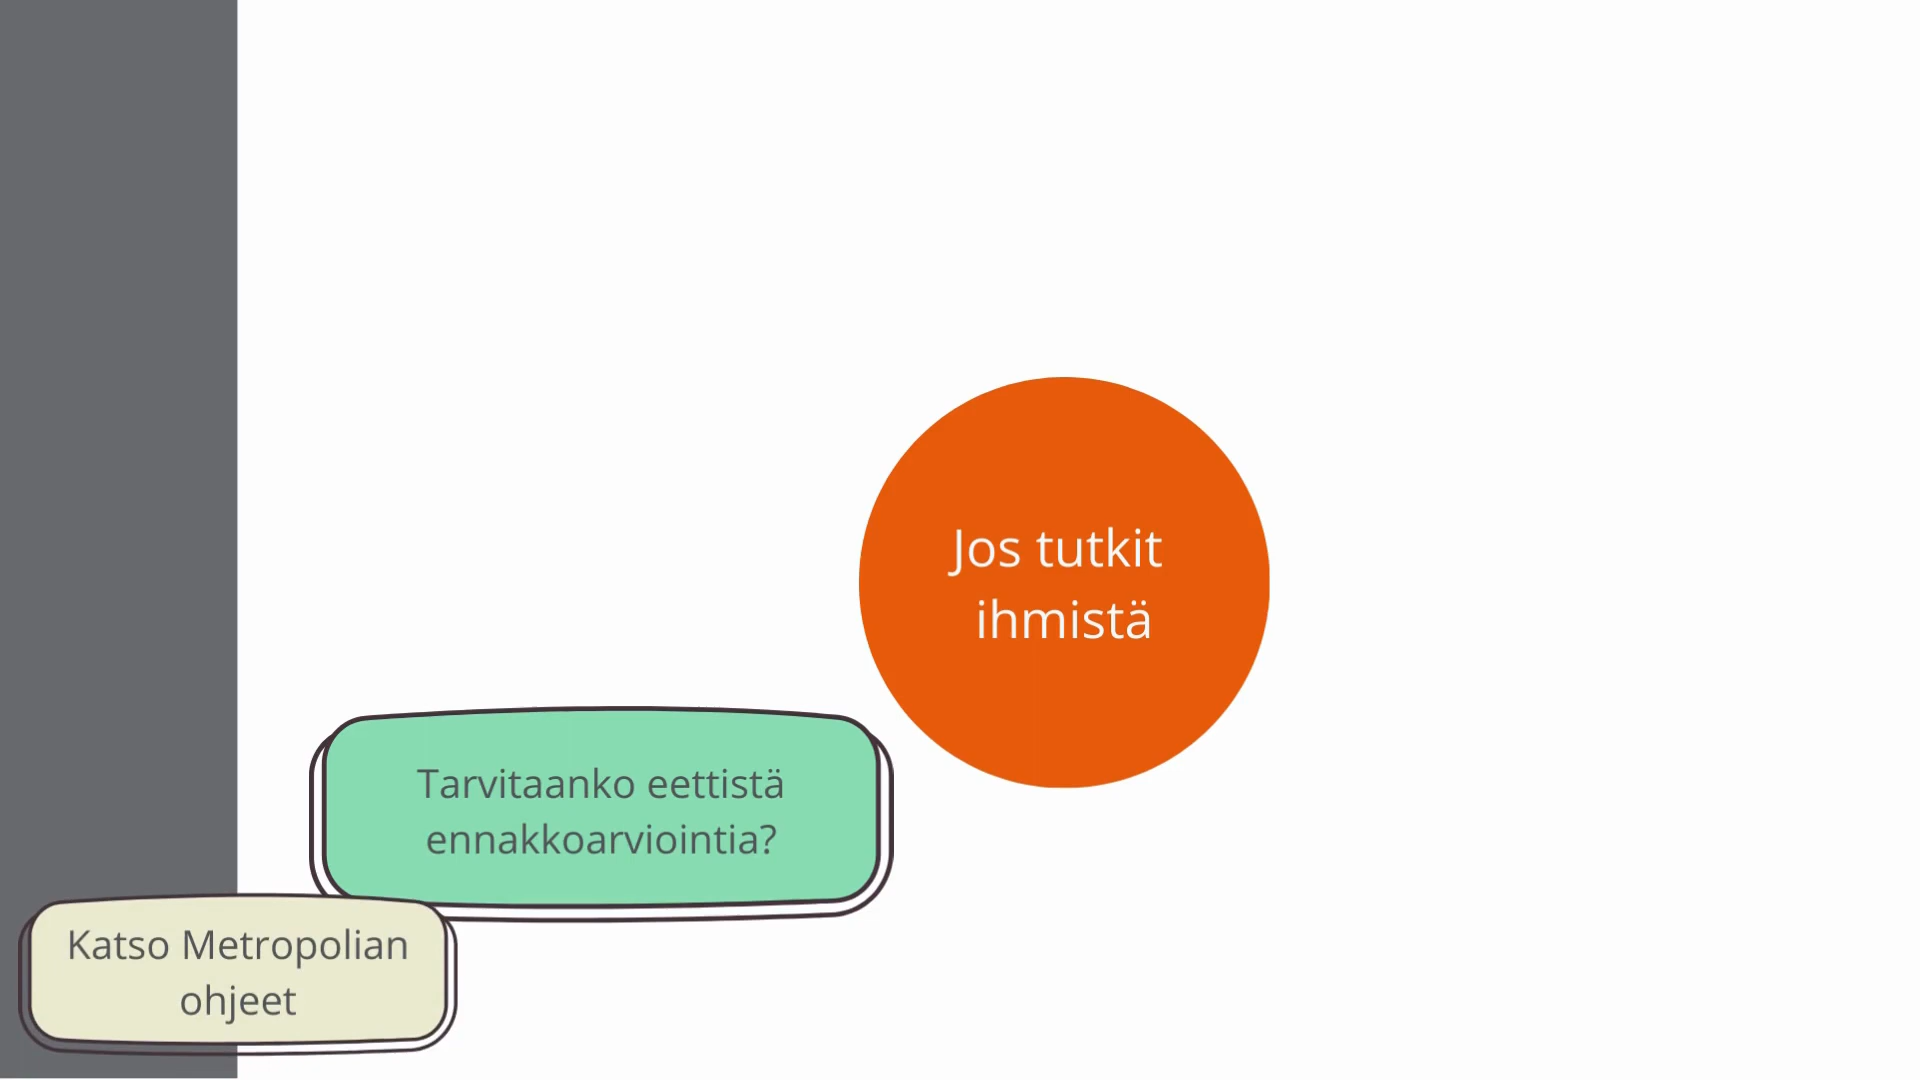 Jos tutkit
ihmistä
Tarvitaanko eettistä
ennakkoarviointia?
Katso Metropolian
ohjeet